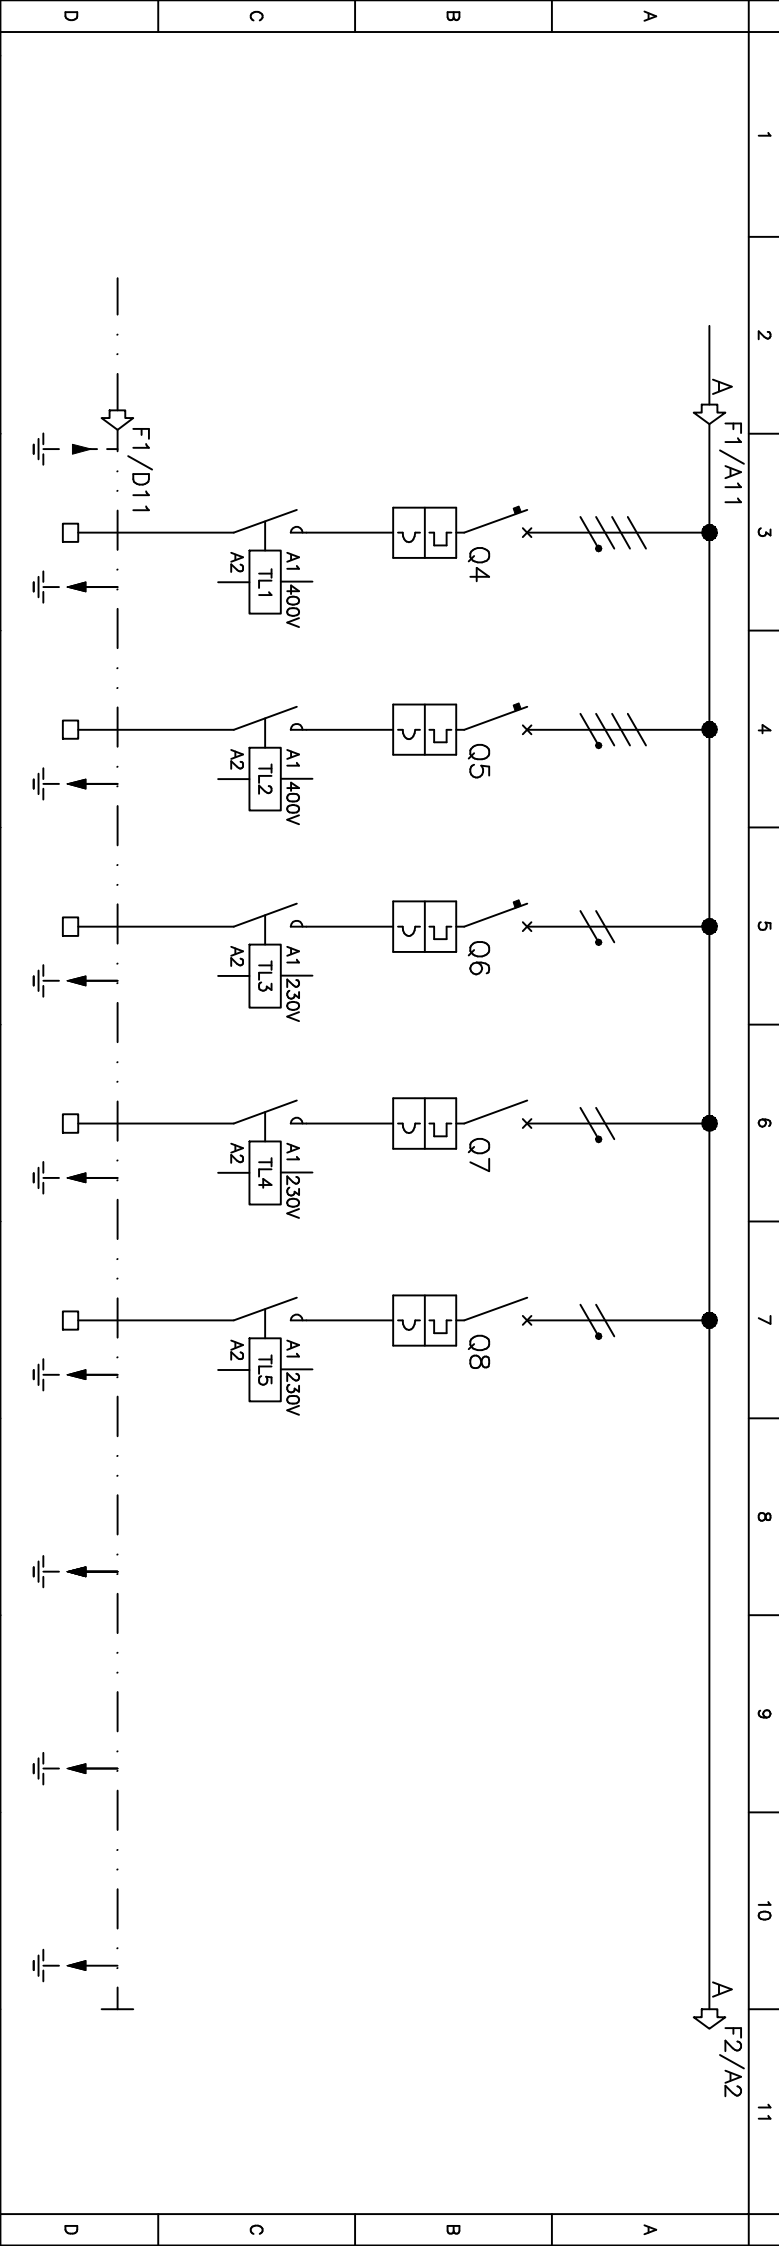 1 2 3 4 5 6 7 8 9 10 11
A A
A F1/A11
A F2/A2
B B
Q4 Q5 Q6 Q7 Q8
C C
A1 400V
TL1
A2
A1 400V
TL2
A2
A1 230V
TL3
A2
A1 230V
TL4
A2
A1 230V
TL5
A2
F1/D11
D D